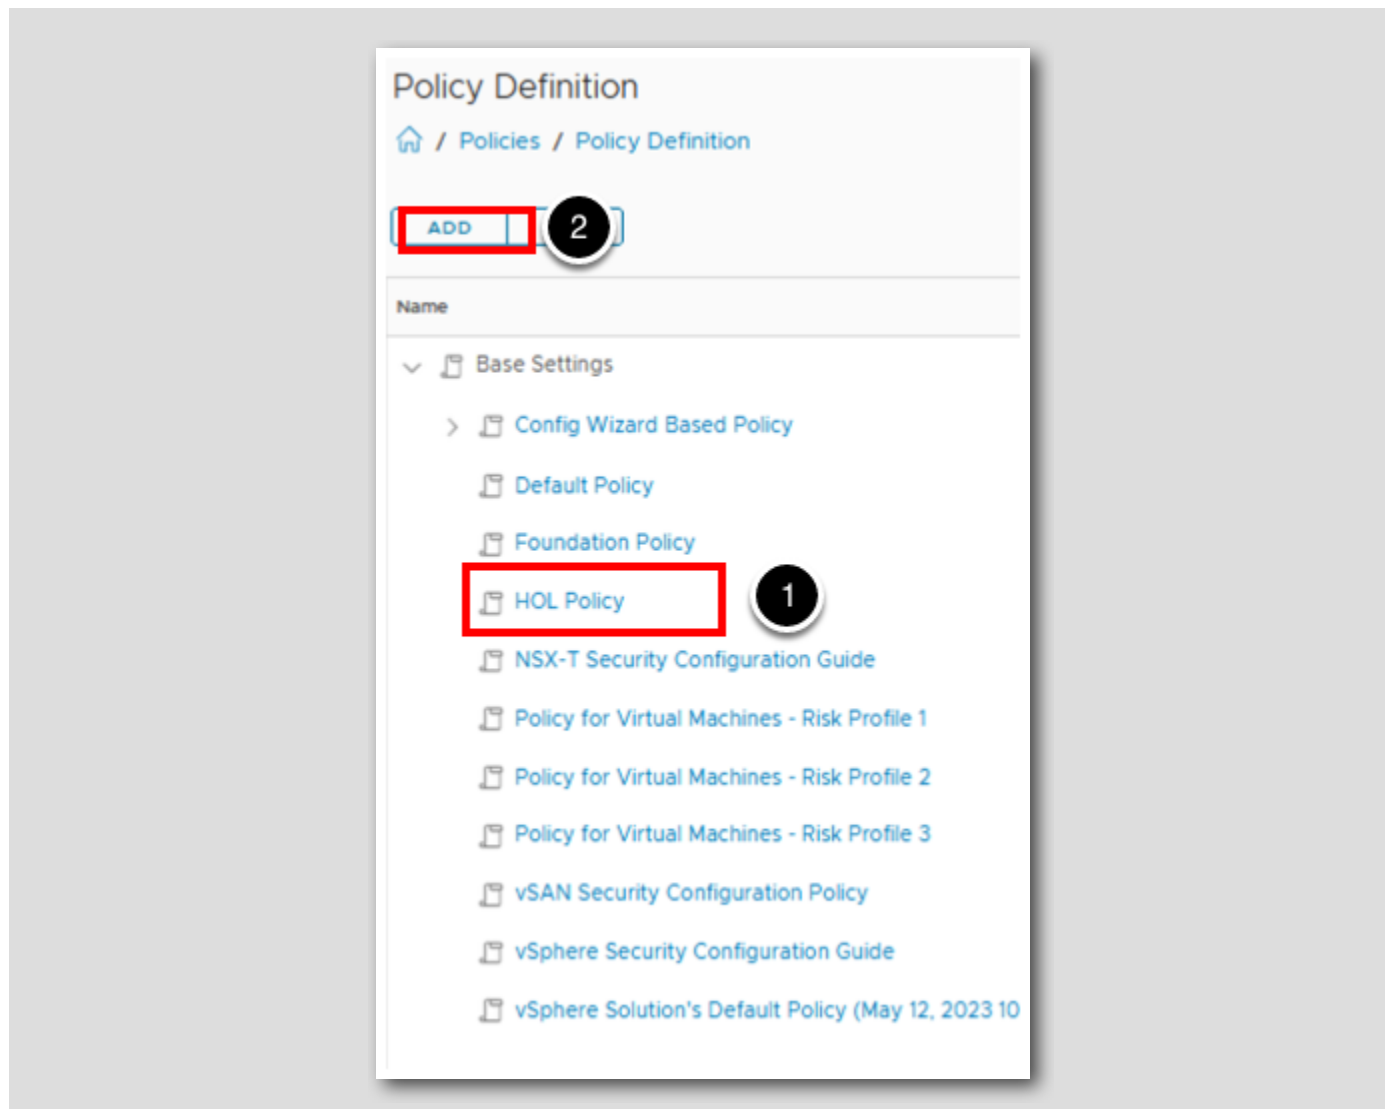 Policy Definition
/ Policies / Policy Definition
ADD
2
Name
Base Settings
Config Wizard Based Policy
Default Policy
Foundation Policy
HOL Policy
1
NSX-T Security Configuration Guide
Policy for Virtual Machines - Risk Profile 1
Policy for Virtual Machines - Risk Profile 2
Policy for Virtual Machines - Risk Profile 3
vSAN Security Configuration Policy
vSphere Security Configuration Guide
vSphere Solution's Default Policy (May 12, 2023 10